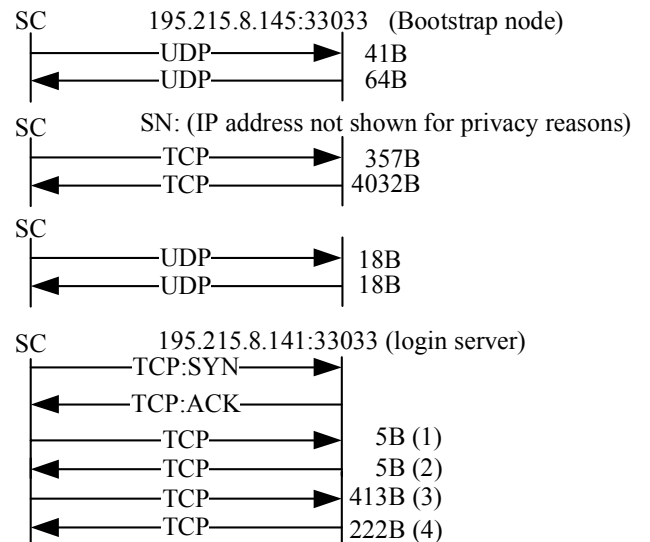 SC 195.215.8.145:33033 (Bootstrap node)
UDP 41B
UDP 64B
SC SN: (IP address not shown for privacy reasons)
TCP 357B
TCP 4032B
SC
UDP 18B
UDP 18B
SC 195.215.8.141:33033 (login server)
TCP:SYN
TCP:ACK
TCP 5B (1)
TCP 5B (2)
TCP 413B (3)
TCP 222B (4)